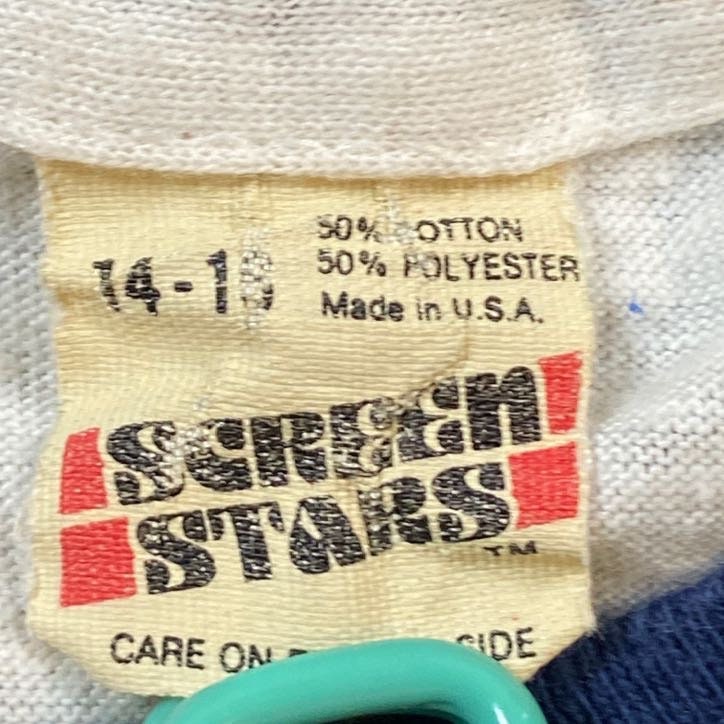 50% COTTON
14-16 50% POLYESTER
Made in U.S.A.
SCREEN
STARS
TM
CARE ON SIDE